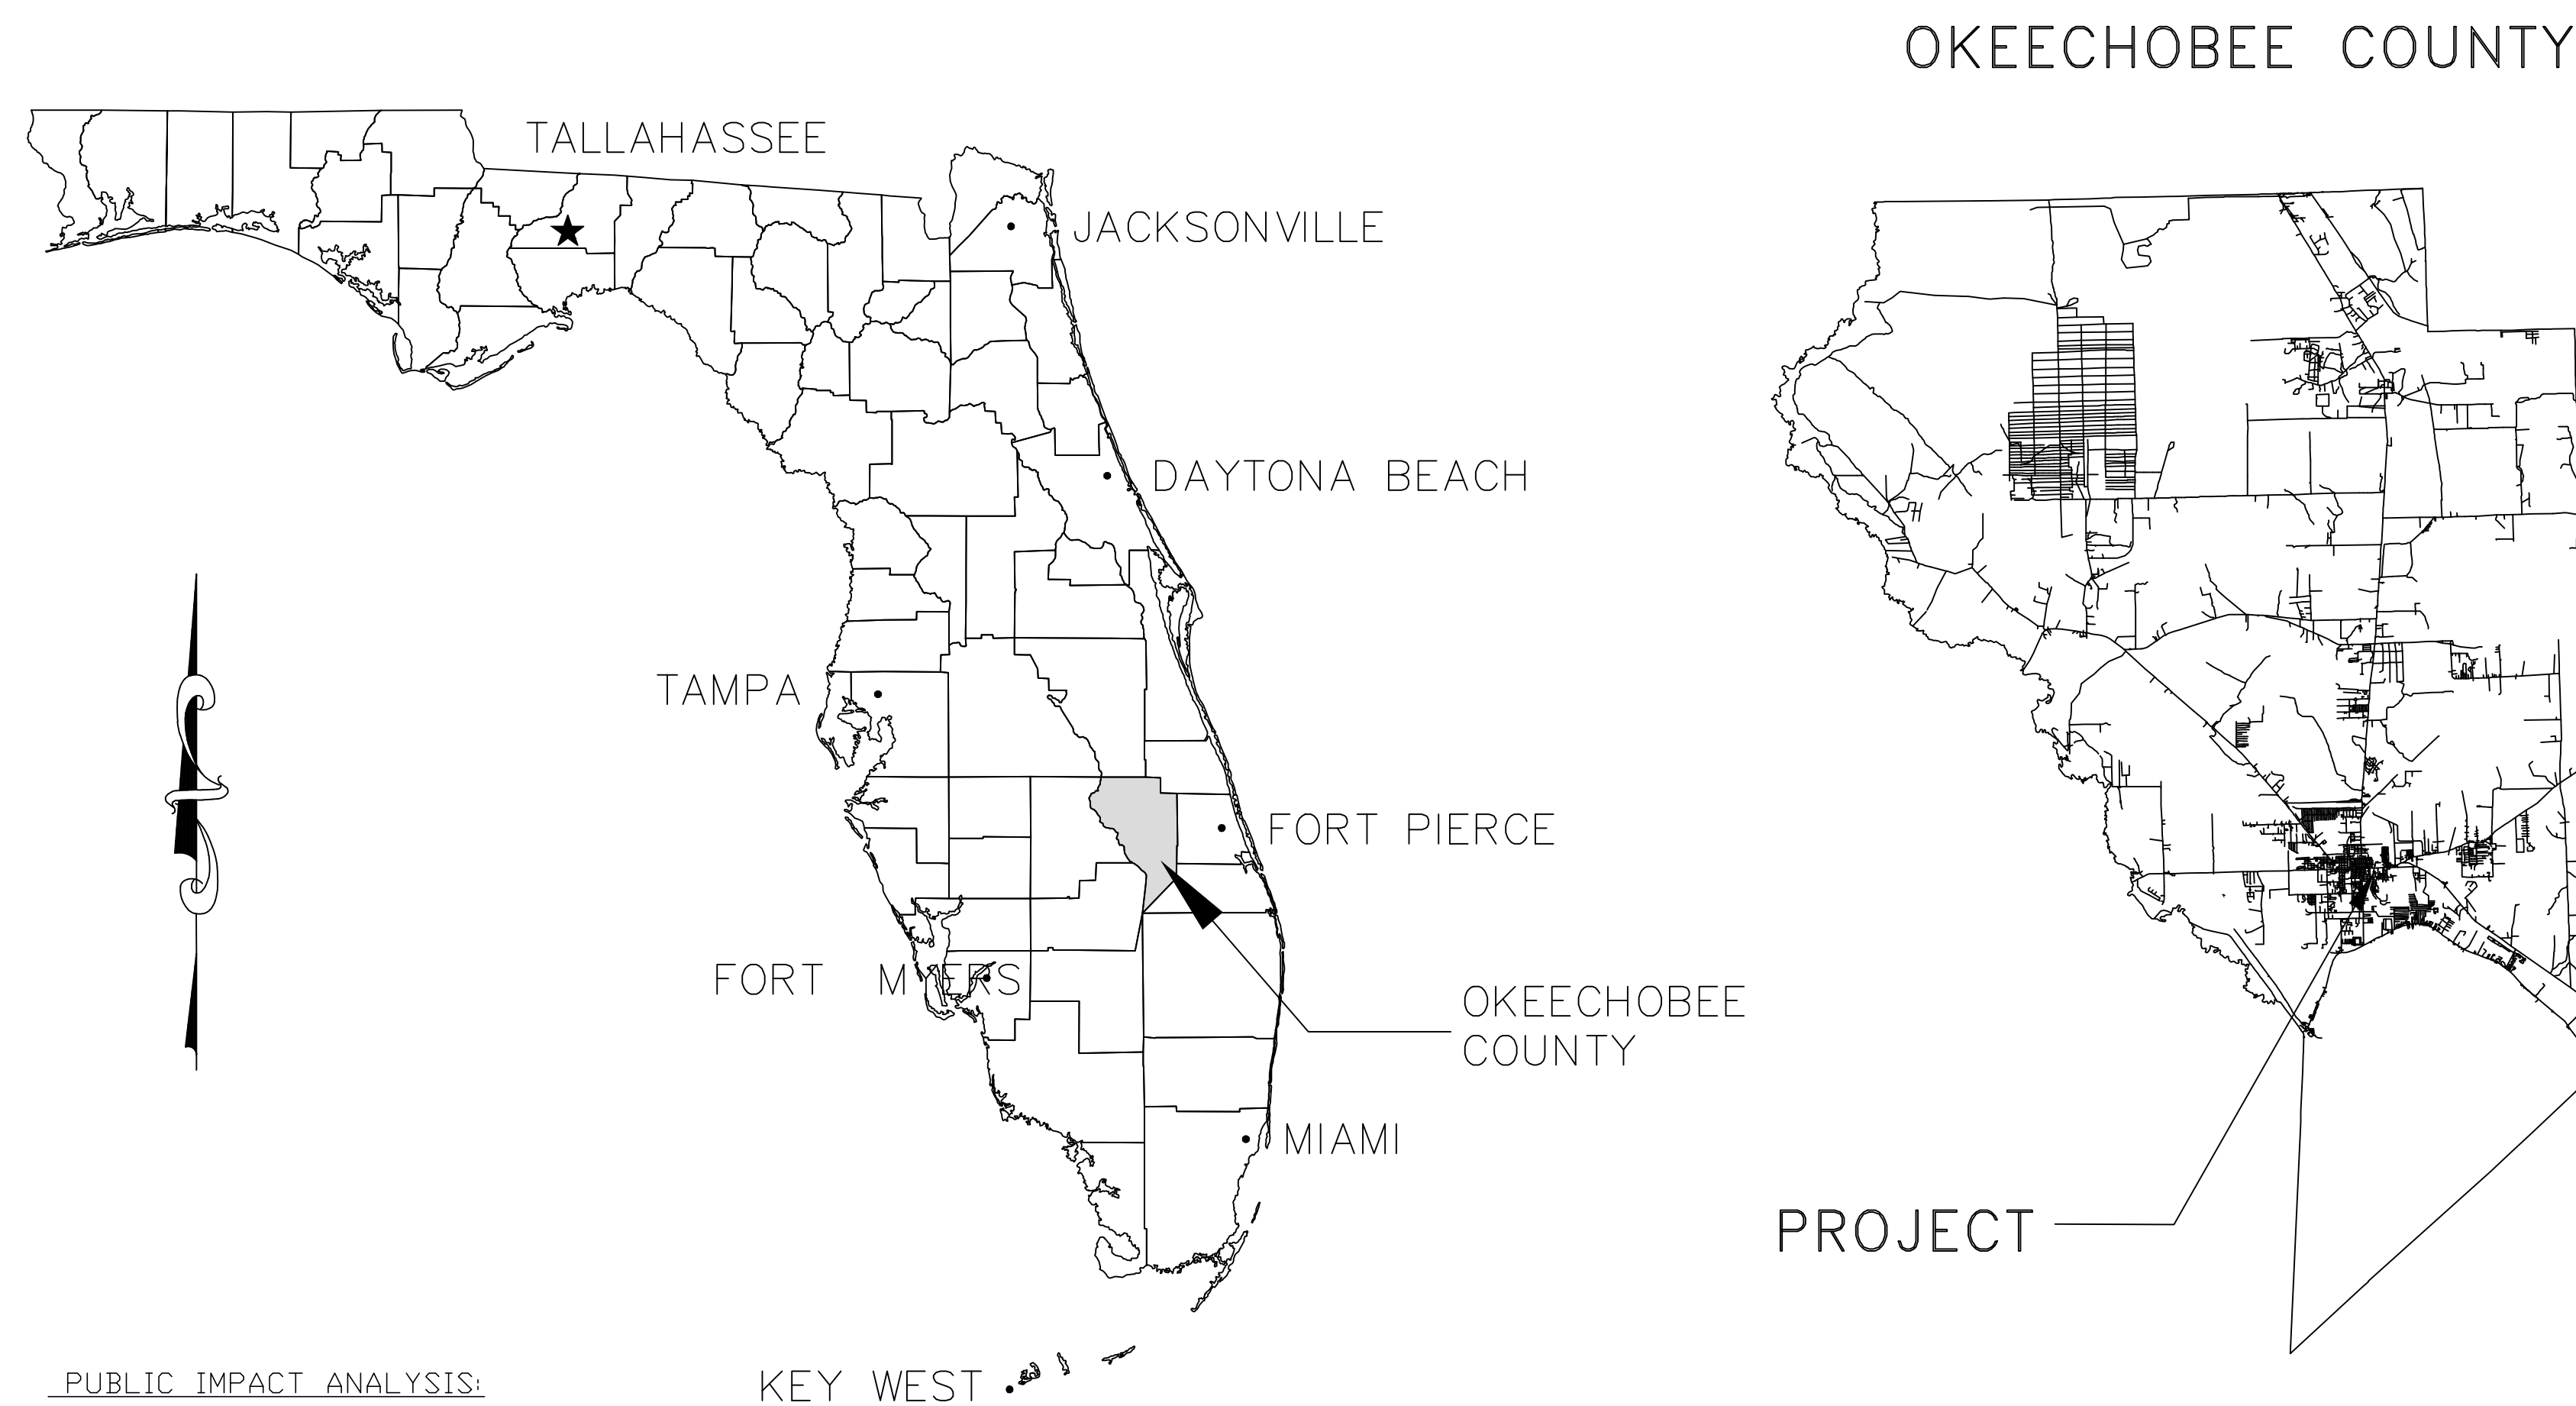 OKEECHOBEE COUNTY
TALLAHASSEE
JACKSONVILLE
DAYTONA BEACH
TAMPA
FORT PIERCE
FORT MYERS
OKEECHOBEE
COUNTY
MIAMI
PROJECT
KEY WEST
PUBLIC IMPACT ANALYSIS: